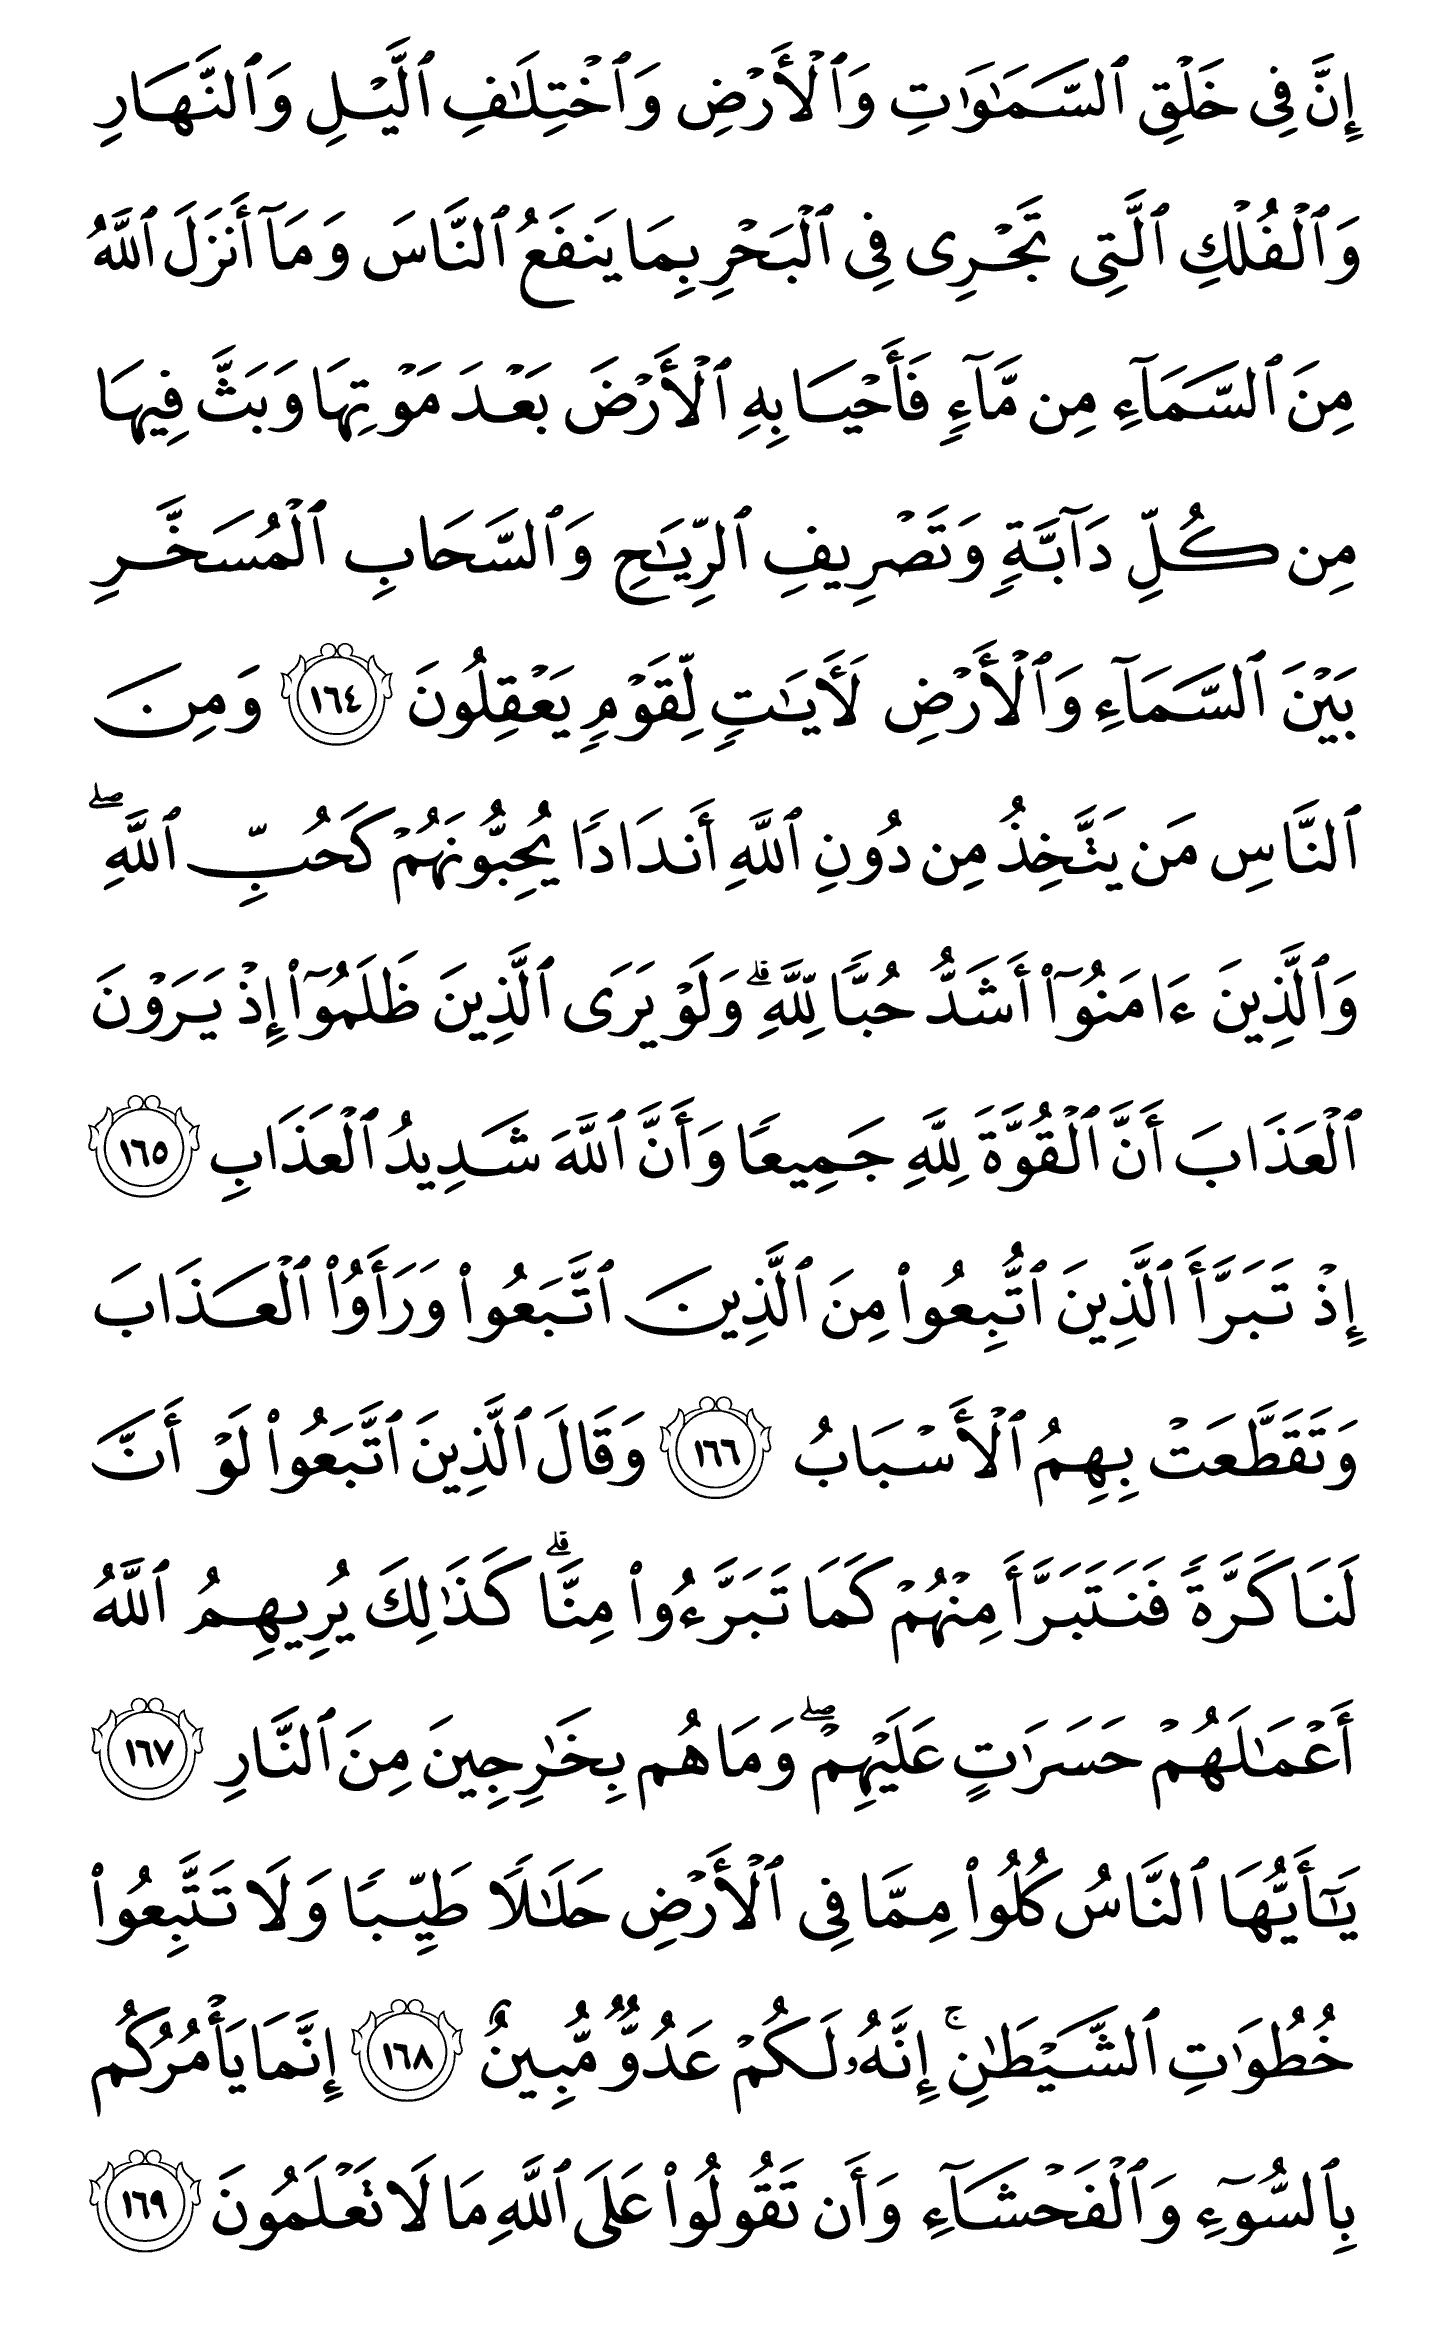 إِنَّ فِى خَلْقِ ٱلسَّمَـٰوَٰتِ وَٱلْأَرْضِ وَٱخْتِلَـٰفِ ٱلَّيْلِ وَٱلنَّهَارِ
وَٱلْفُلْكِ ٱلَّتِى تَجْرِى فِى ٱلْبَحْرِ بِمَا يَنفَعُ ٱلنَّاسَ وَمَآ أَنزَلَ ٱللَّهُ
مِنَ ٱلسَّمَآءِ مِن مَّآءٍ فَأَحْيَا بِهِ ٱلْأَرْضَ بَعْدَ مَوْتِهَا وَبَثَّ فِيهَا
مِن كُلِّ دَآبَّةٍ وَتَصْرِيفِ ٱلرِّيَـٰحِ وَٱلسَّحَابِ ٱلْمُسَخَّرِ
بَيْنَ ٱلسَّمَآءِ وَٱلْأَرْضِ لَـَٔايَـٰتٍ لِّقَوْمٍ يَعْقِلُونَ ١٦٤ وَمِنَ
ٱلنَّاسِ مَن يَتَّخِذُ مِن دُونِ ٱللَّهِ أَندَادًا يُحِبُّونَهُمْ كَحُبِّ ٱللَّهِ ۖ
وَٱلَّذِينَ ءَامَنُوٓا۟ أَشَدُّ حُبًّا لِّلَّهِ ۗ وَلَوْ يَرَى ٱلَّذِينَ ظَلَمُوٓا۟ إِذْ يَرَوْنَ
ٱلْعَذَابَ أَنَّ ٱلْقُوَّةَ لِلَّهِ جَمِيعًا وَأَنَّ ٱللَّهَ شَدِيدُ ٱلْعَذَابِ ١٦٥
إِذْ تَبَرَّأَ ٱلَّذِينَ ٱتُّبِعُوا۟ مِنَ ٱلَّذِينَ ٱتَّبَعُوا۟ وَرَأَوُا۟ ٱلْعَذَابَ
وَتَقَطَّعَتْ بِهِمُ ٱلْأَسْبَابُ ١٦٦ وَقَالَ ٱلَّذِينَ ٱتَّبَعُوا۟ لَوْ أَنَّ
لَنَا كَرَّةً فَنَتَبَرَّأَ مِنْهُمْ كَمَا تَبَرَّءُوا۟ مِنَّا ۗ كَذَٰلِكَ يُرِيهِمُ ٱللَّهُ
أَعْمَـٰلَهُمْ حَسَرَٰتٍ عَلَيْهِمْ ۖ وَمَا هُم بِخَـٰرِجِينَ مِنَ ٱلنَّارِ ١٦٧
يَـٰٓأَيُّهَا ٱلنَّاسُ كُلُوا۟ مِمَّا فِى ٱلْأَرْضِ حَلَـٰلًا طَيِّبًا وَلَا تَتَّبِعُوا۟
خُطُوَٰتِ ٱلشَّيْطَـٰنِ ۚ إِنَّهُۥ لَكُمْ عَدُوٌّ مُّبِينٌ ١٦٨ إِنَّمَا يَأْمُرُكُم
بِٱلسُّوٓءِ وَٱلْفَحْشَآءِ وَأَن تَقُولُوا۟ عَلَى ٱللَّهِ مَا لَا تَعْلَمُونَ ١٦٩